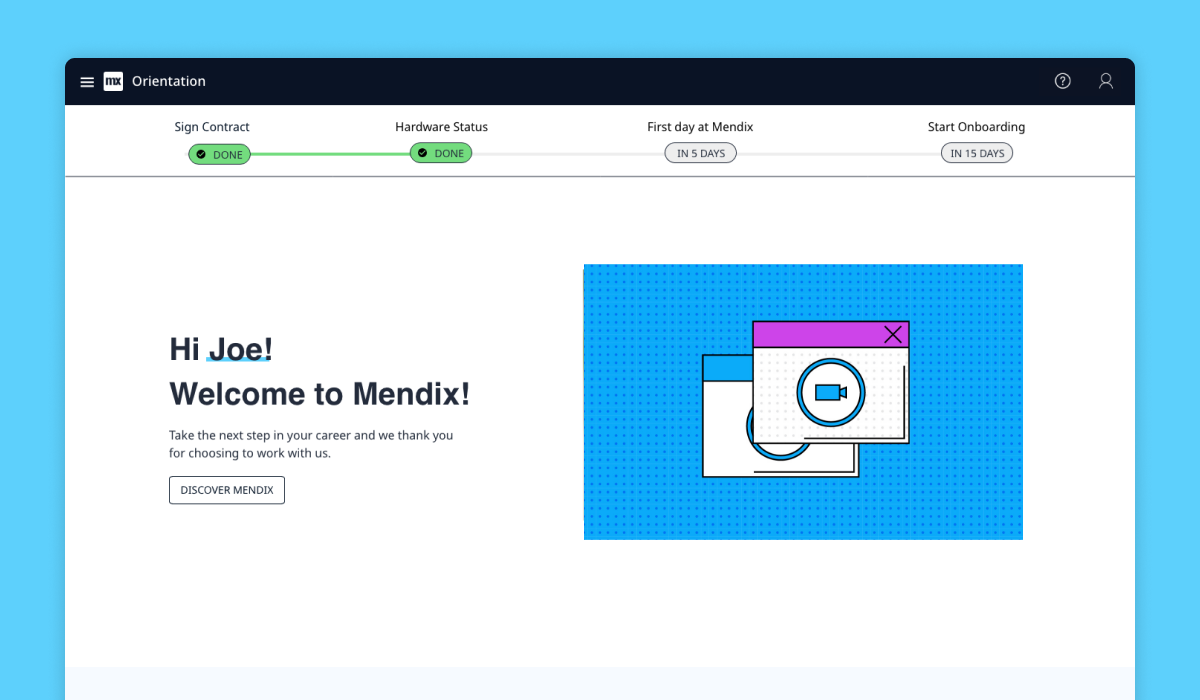 mx Orientation
Sign Contract
Hardware Status
First day at Mendix
Start Onboarding
DONE
DONE
IN 5 DAYS
IN 15 DAYS
Hi Joe!
Welcome to Mendix!
Take the next step in your career and we thank you
for choosing to work with us.
DISCOVER MENDIX